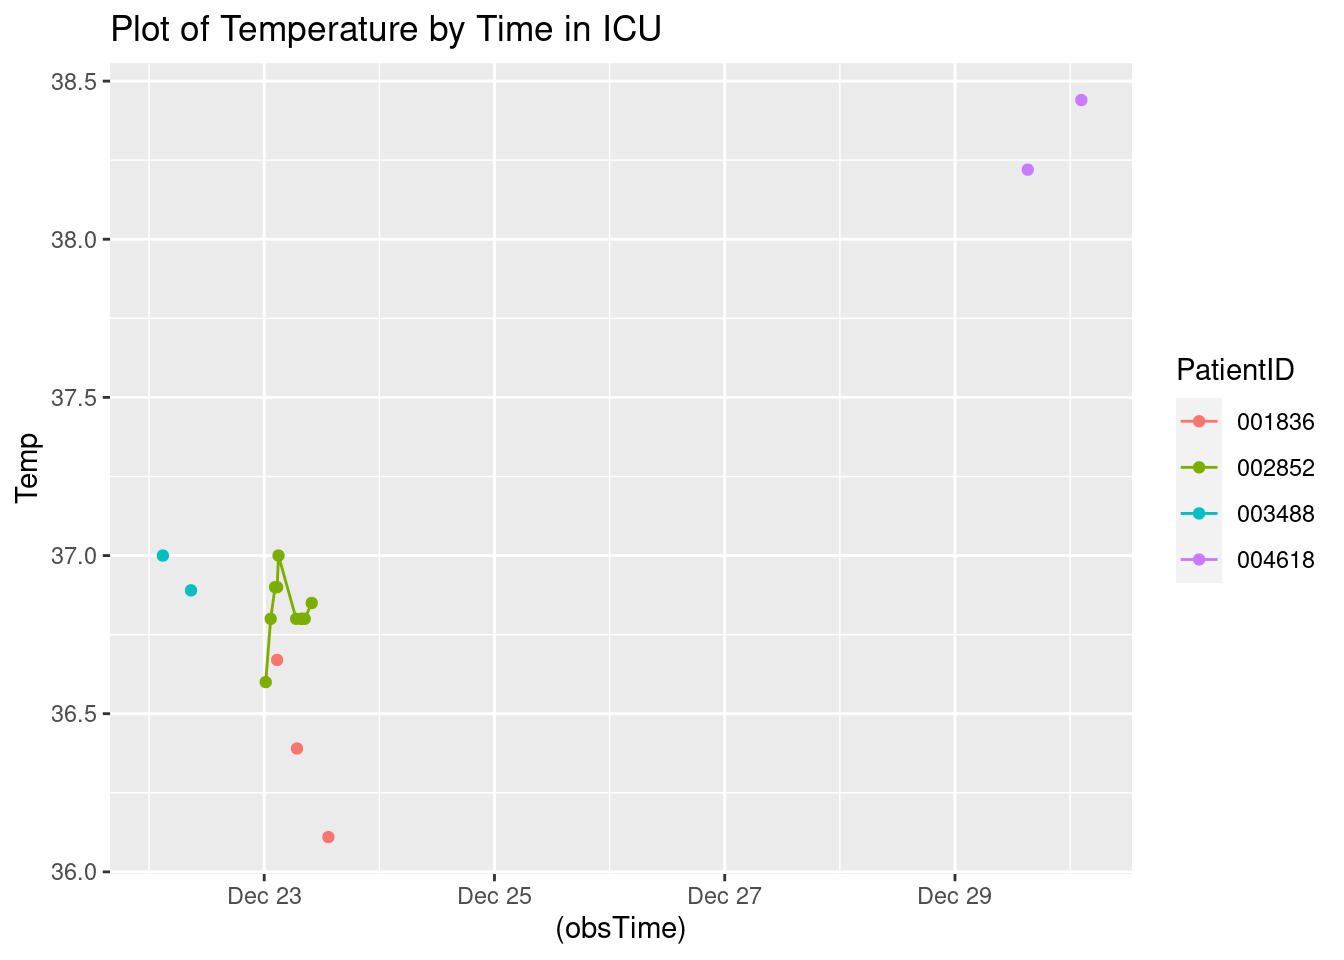 Plot of Temperature by Time in ICU
38.5
38.0
37.5
37.0
36.5
36.0
Temp
Dec 23 Dec 25 Dec 27 Dec 29
(obsTime)
PatientID
001836
002852
003488
004618